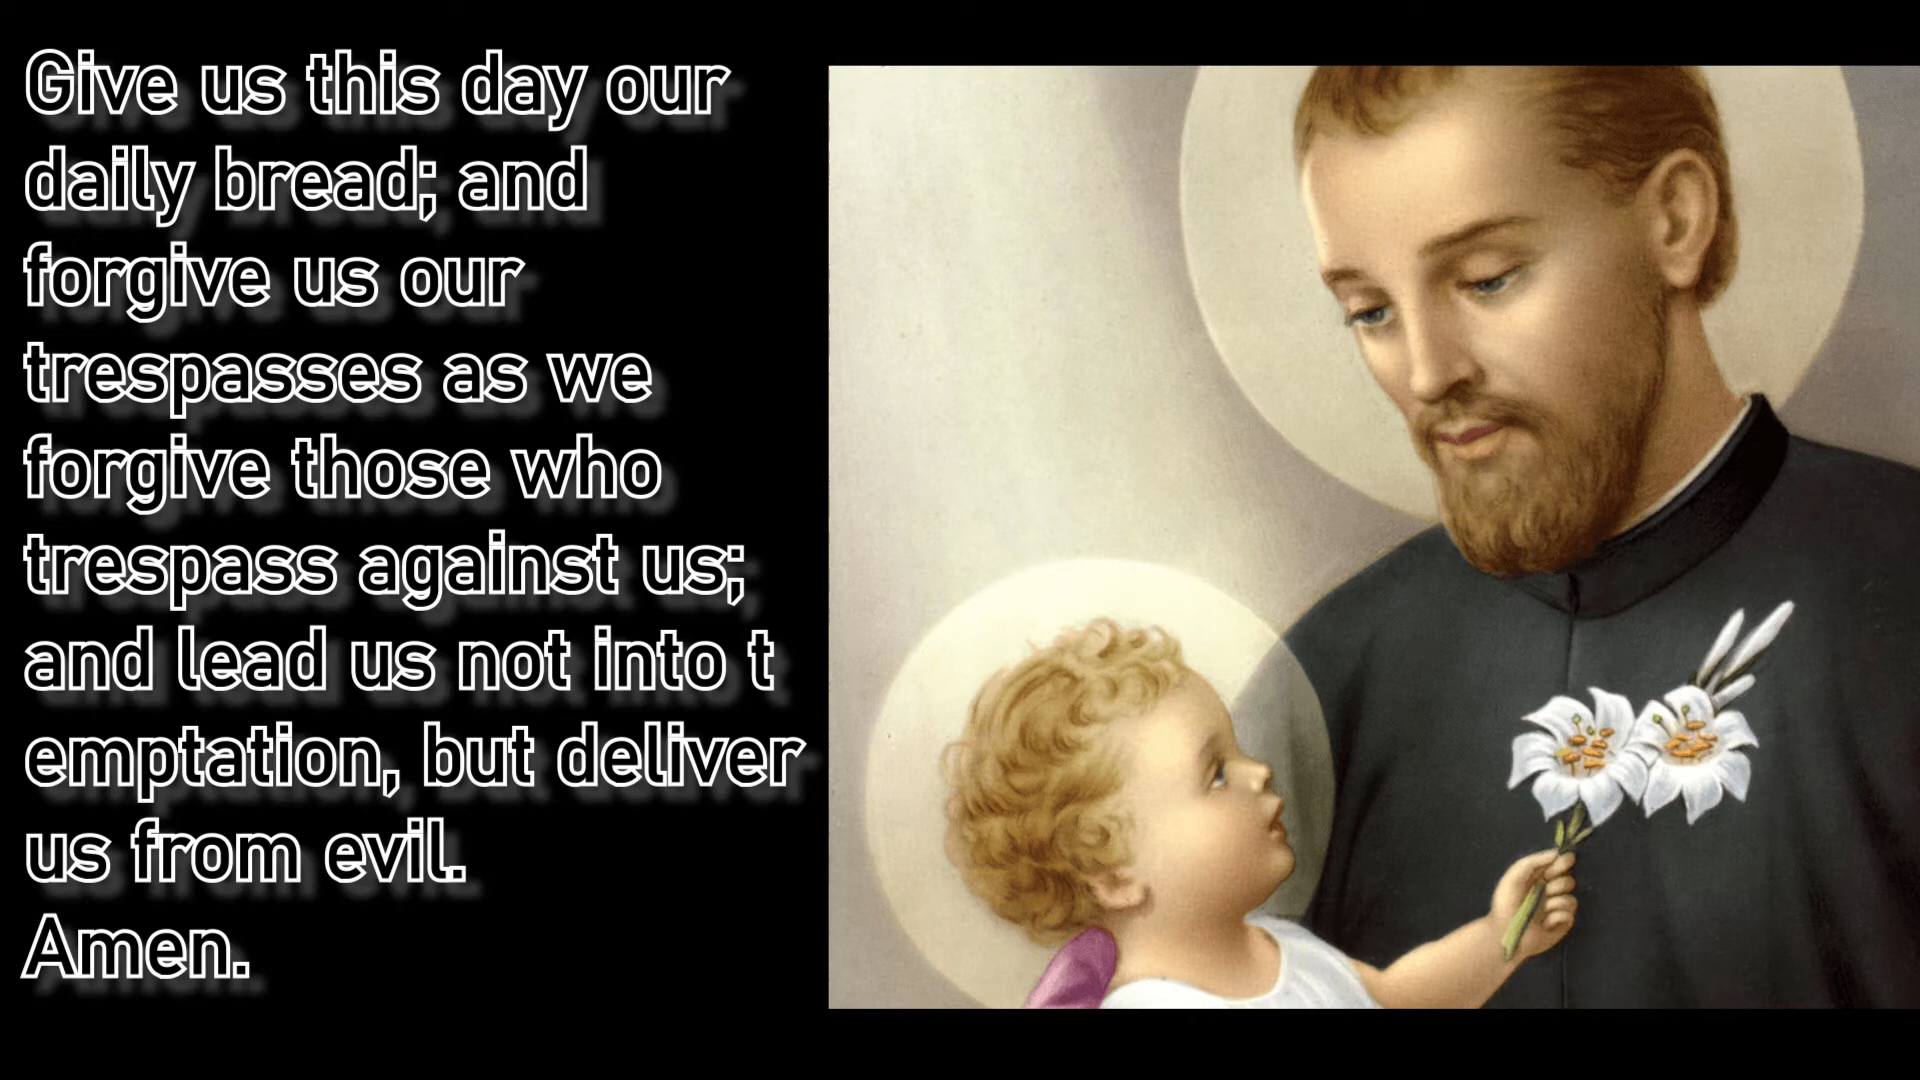 Give us this day our
daily bread; and
forgive us our
trespasses as we
forgive those who
trespass against us;
and lead us not into t
emptation, but deliver
us from evil.
Amen.